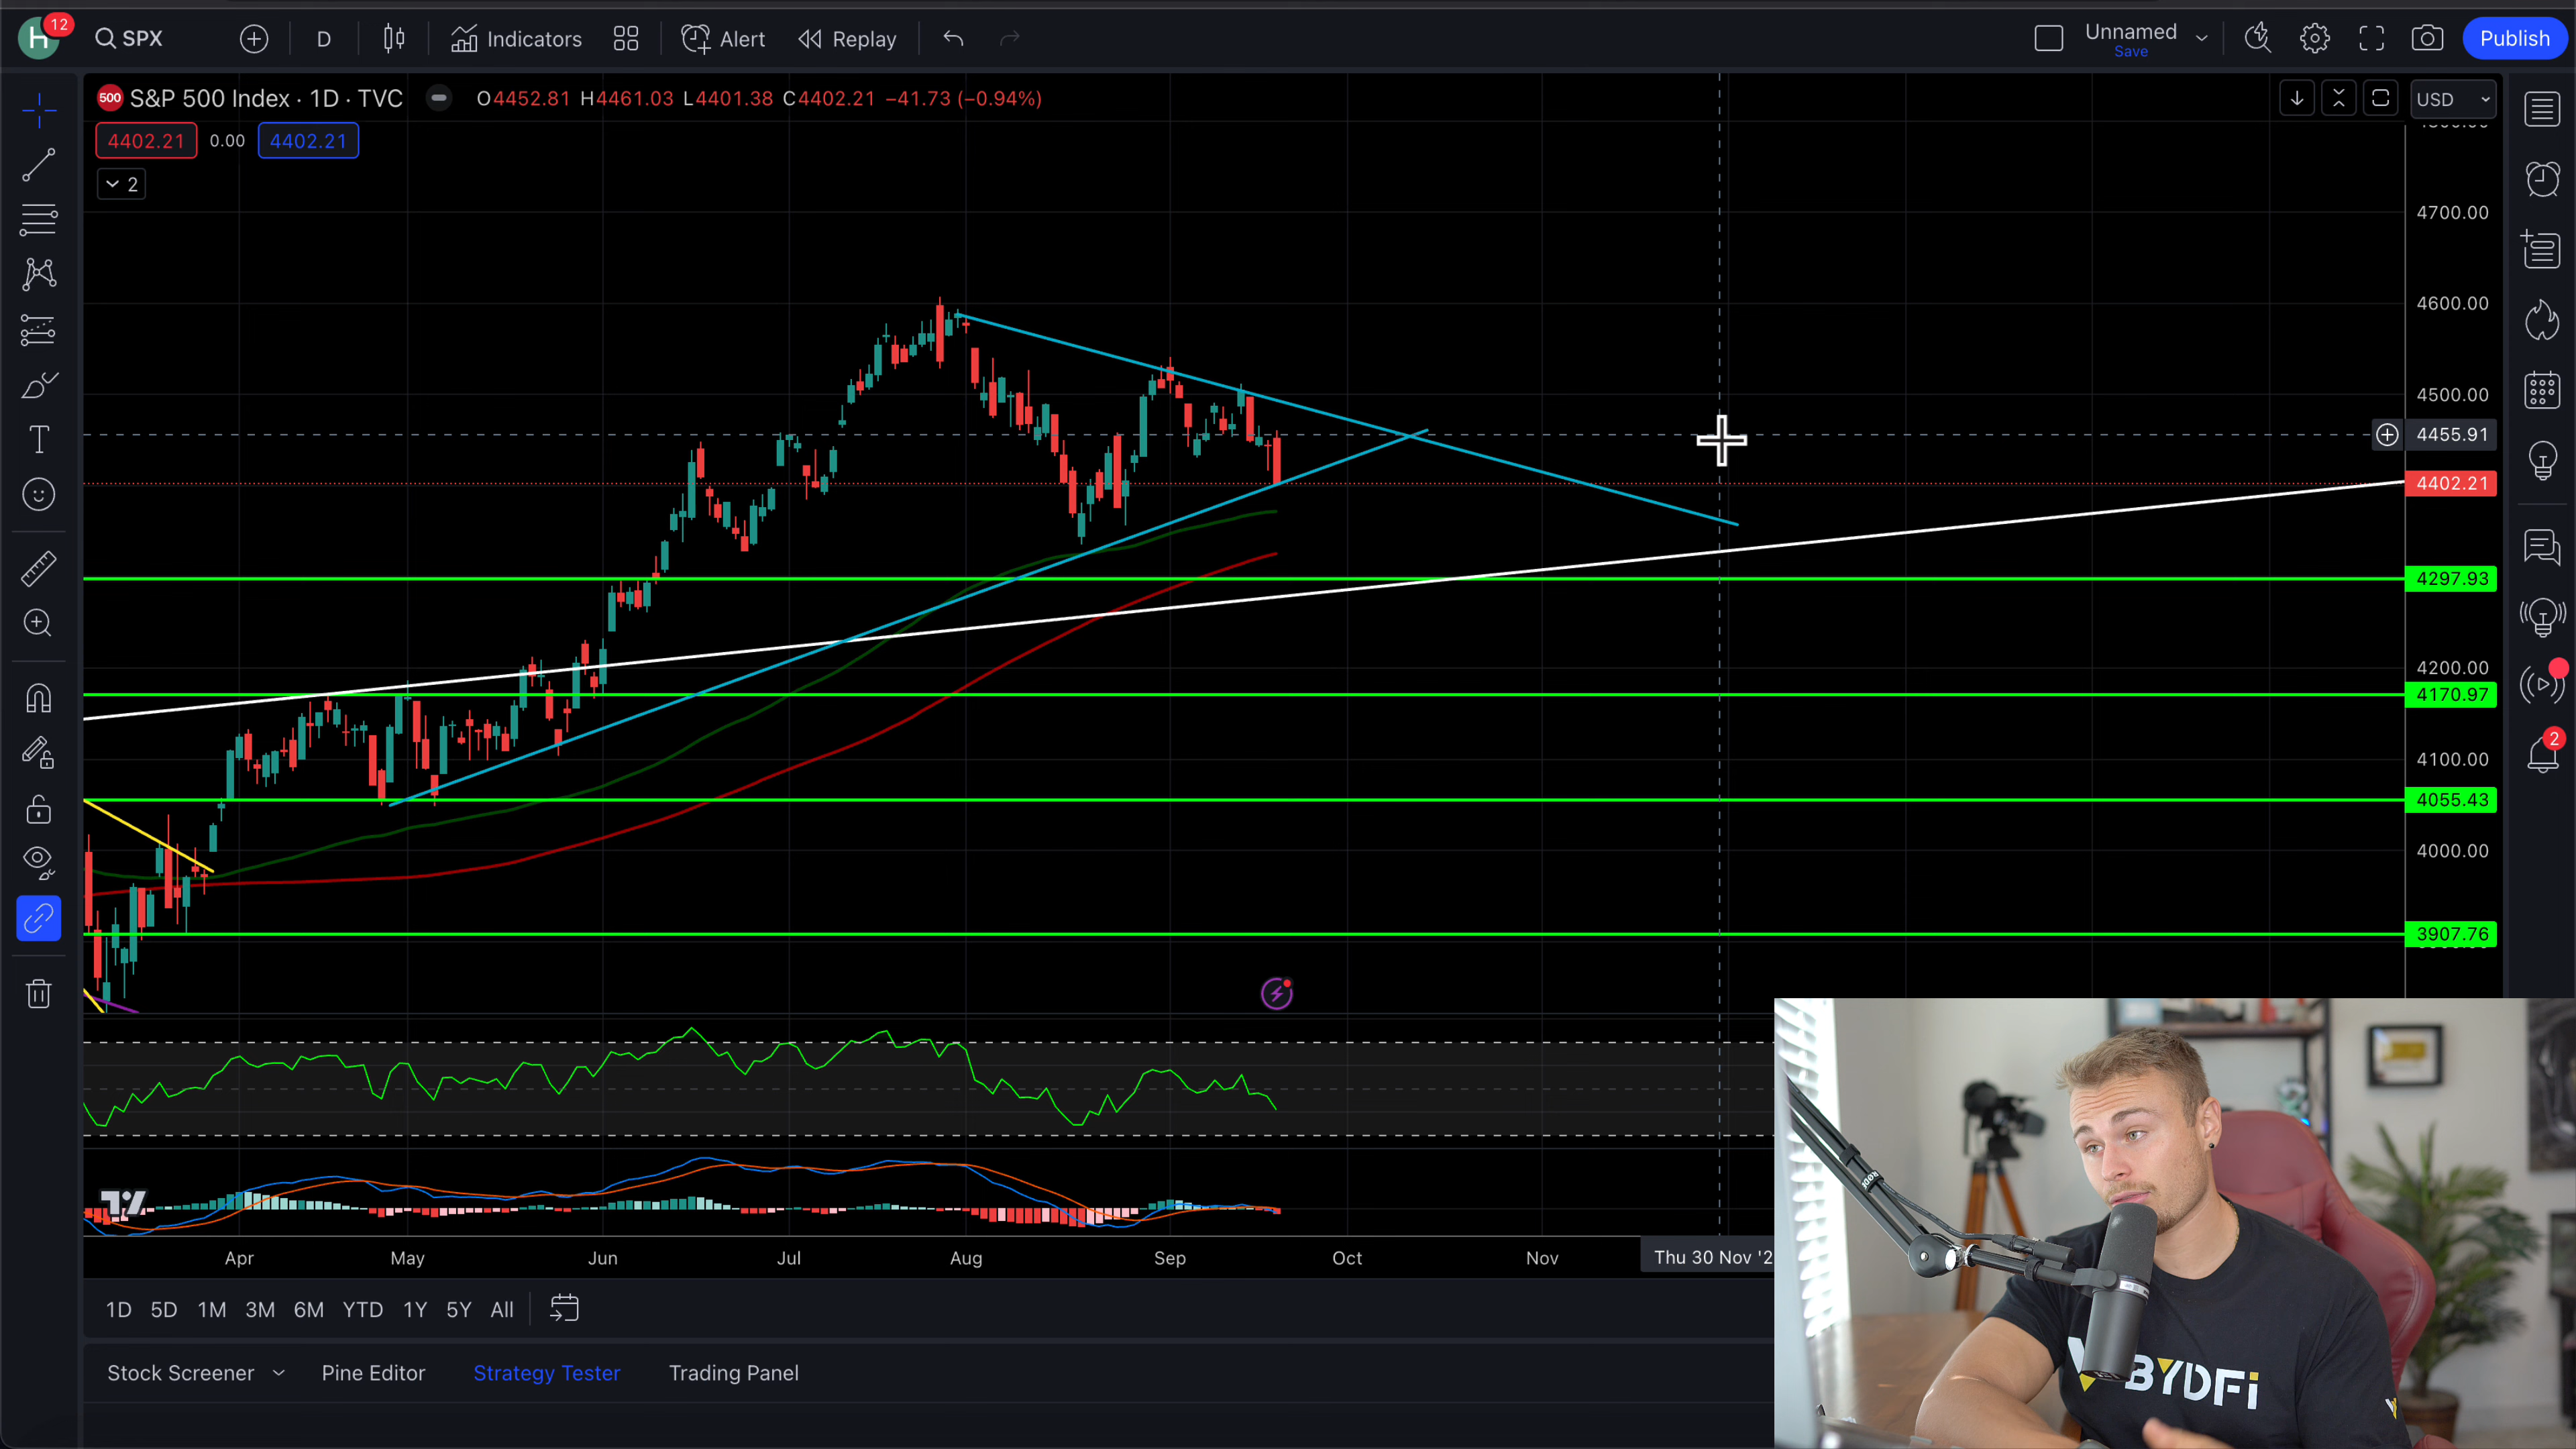 H 12 SPX D Indicators Alert Replay Unnamed Save Publish
500 S&P 500 Index · 1D · TVC O4452.81 H4461.03 L4401.38 C4402.21 −41.73 (−0.94%) USD
4402.21 0.00 4402.21
2
4700.00
4600.00
4500.00
4455.91
4402.21
4297.93
4200.00
4170.97
4100.00
4055.43
4000.00
3907.76
2
Apr May Jun Jul Aug Sep Oct Nov Thu 30 Nov '2
1D 5D 1M 3M 6M YTD 1Y 5Y All
Stock Screener Pine Editor Strategy Tester Trading Panel
BYDFi